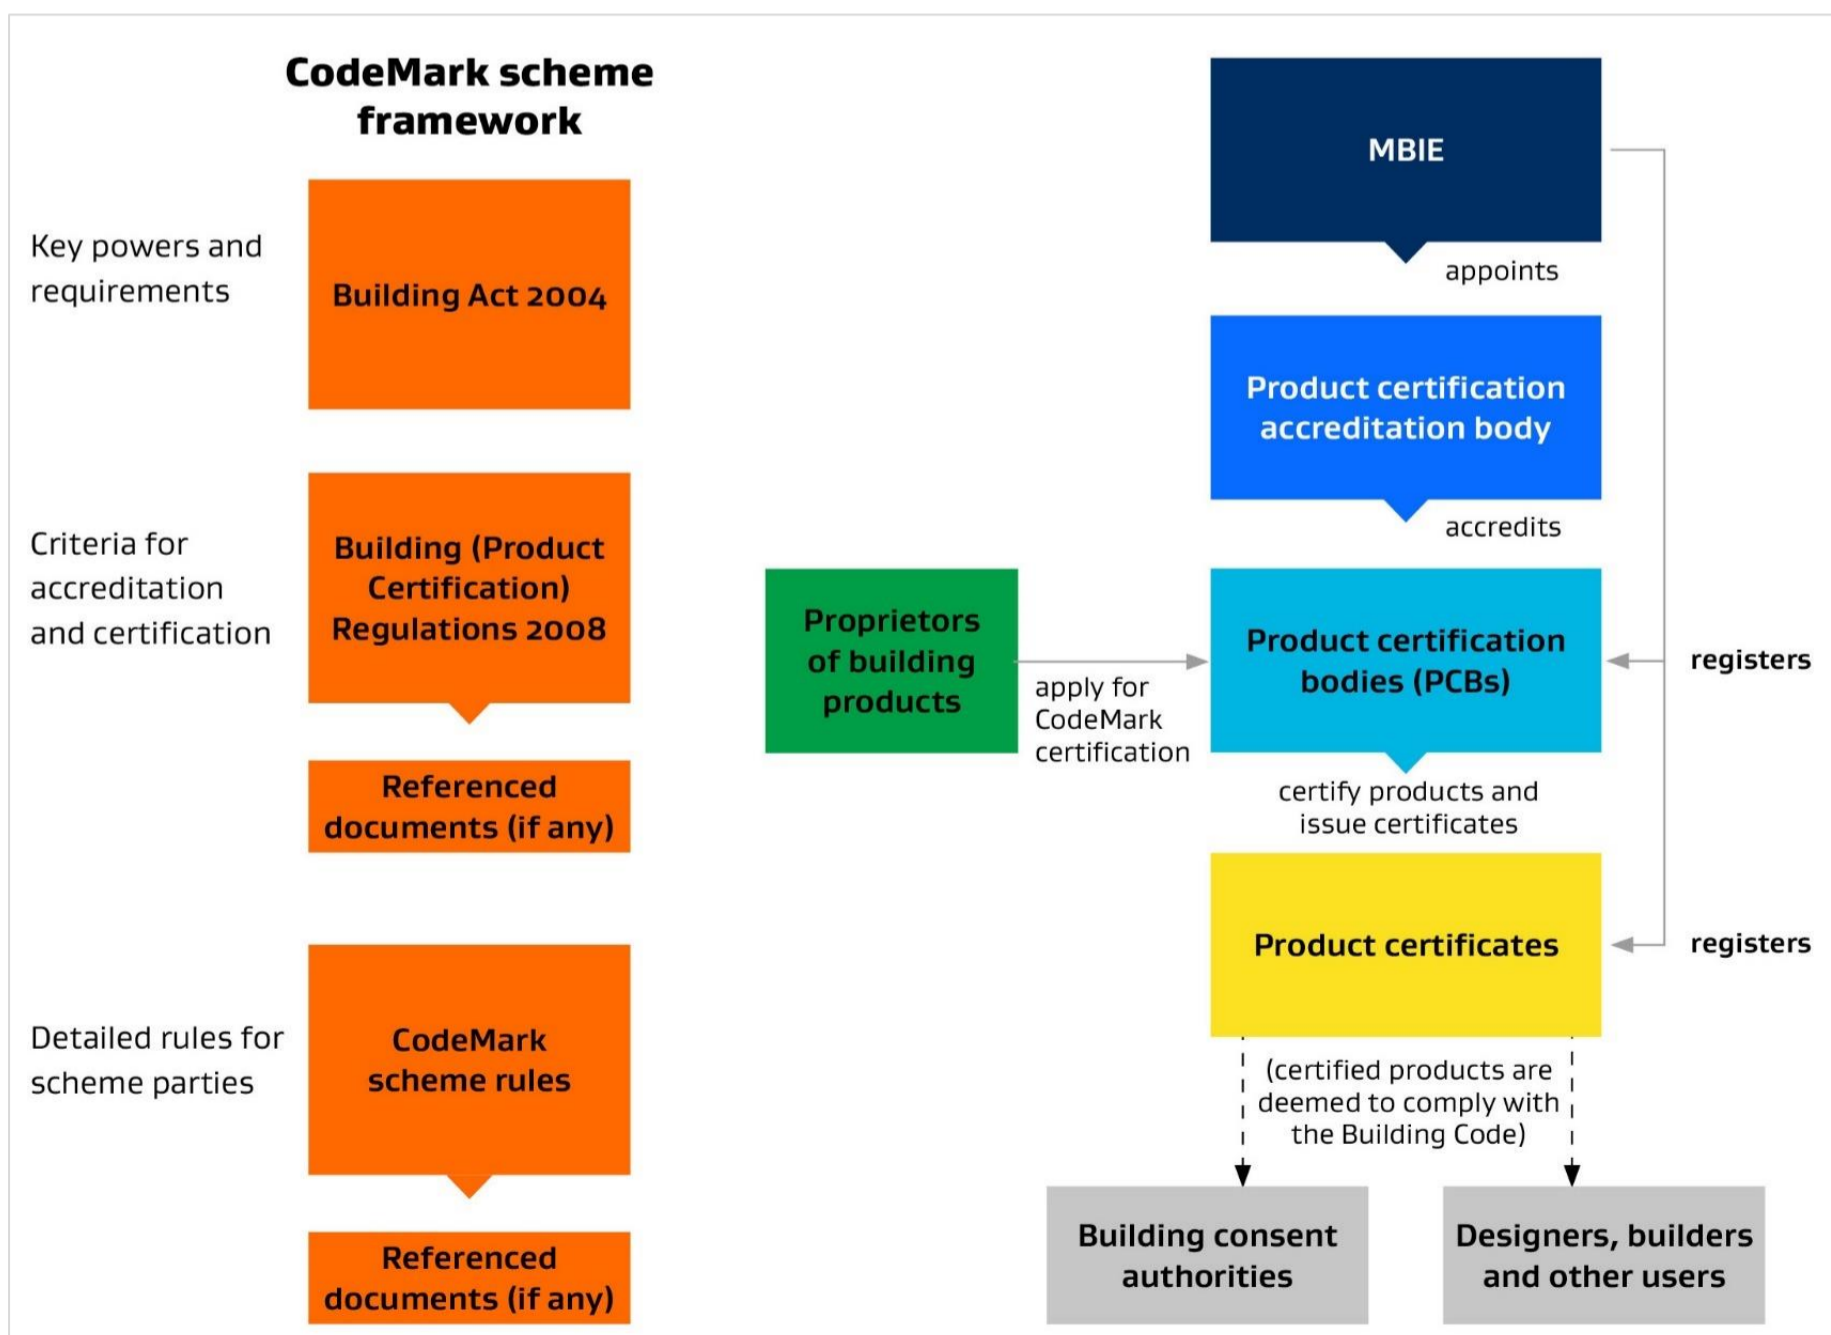 CodeMark scheme
framework
Key powers and
requirements
Building Act 2004
Criteria for
accreditation
and certification
Building (Product
Certification)
Regulations 2008
Referenced
documents (if any)
Detailed rules for
scheme parties
CodeMark
scheme rules
Referenced
documents (if any)
MBIE
appoints
Product certification
accreditation body
accredits
Proprietors
of building
products
apply for
CodeMark
certification
Product certification
bodies (PCBs)
registers
certify products and
issue certificates
Product certificates
registers
(certified products are
deemed to comply with
the Building Code)
Building consent
authorities
Designers, builders
and other users